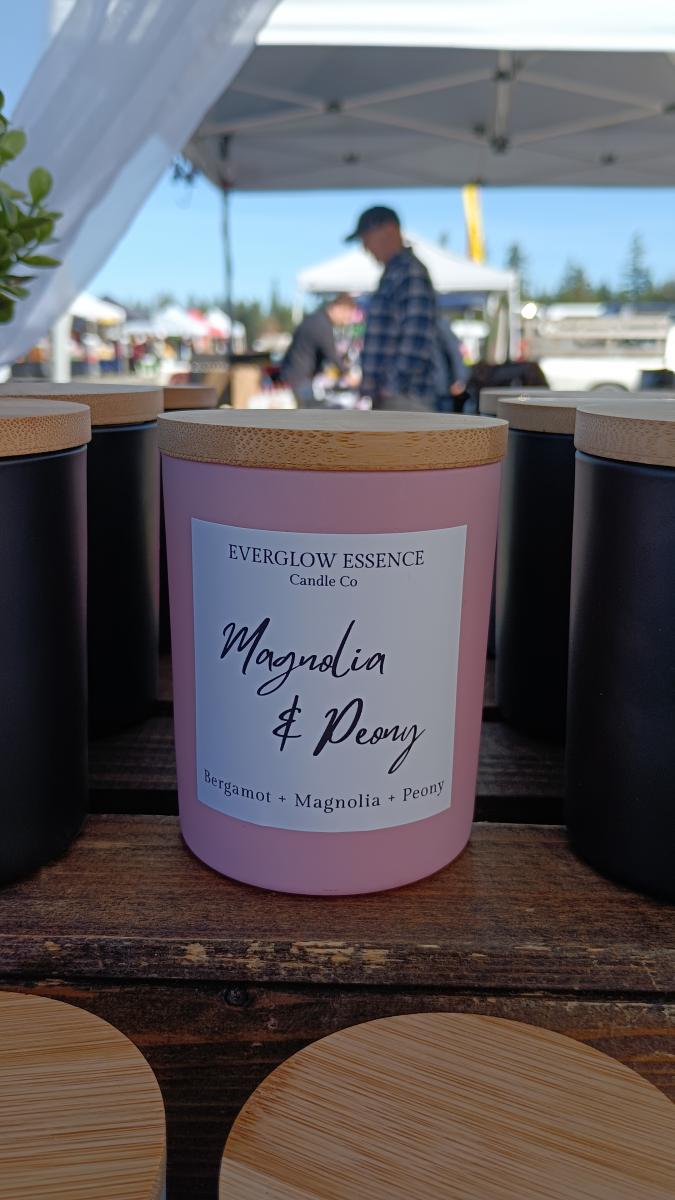 EVERGLOW ESSENCE
Candle Co
Magnolia
& Peony
Bergamot + Magnolia + Peony